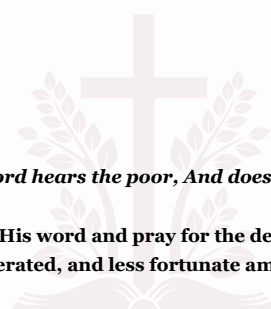 ord hears the poor, And does
His word and pray for the de
erated, and less fortunate am